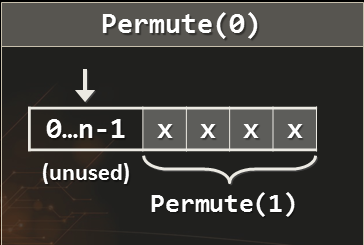 Permute(0)
0…n-1 x x x x
(unused)
Permute(1)